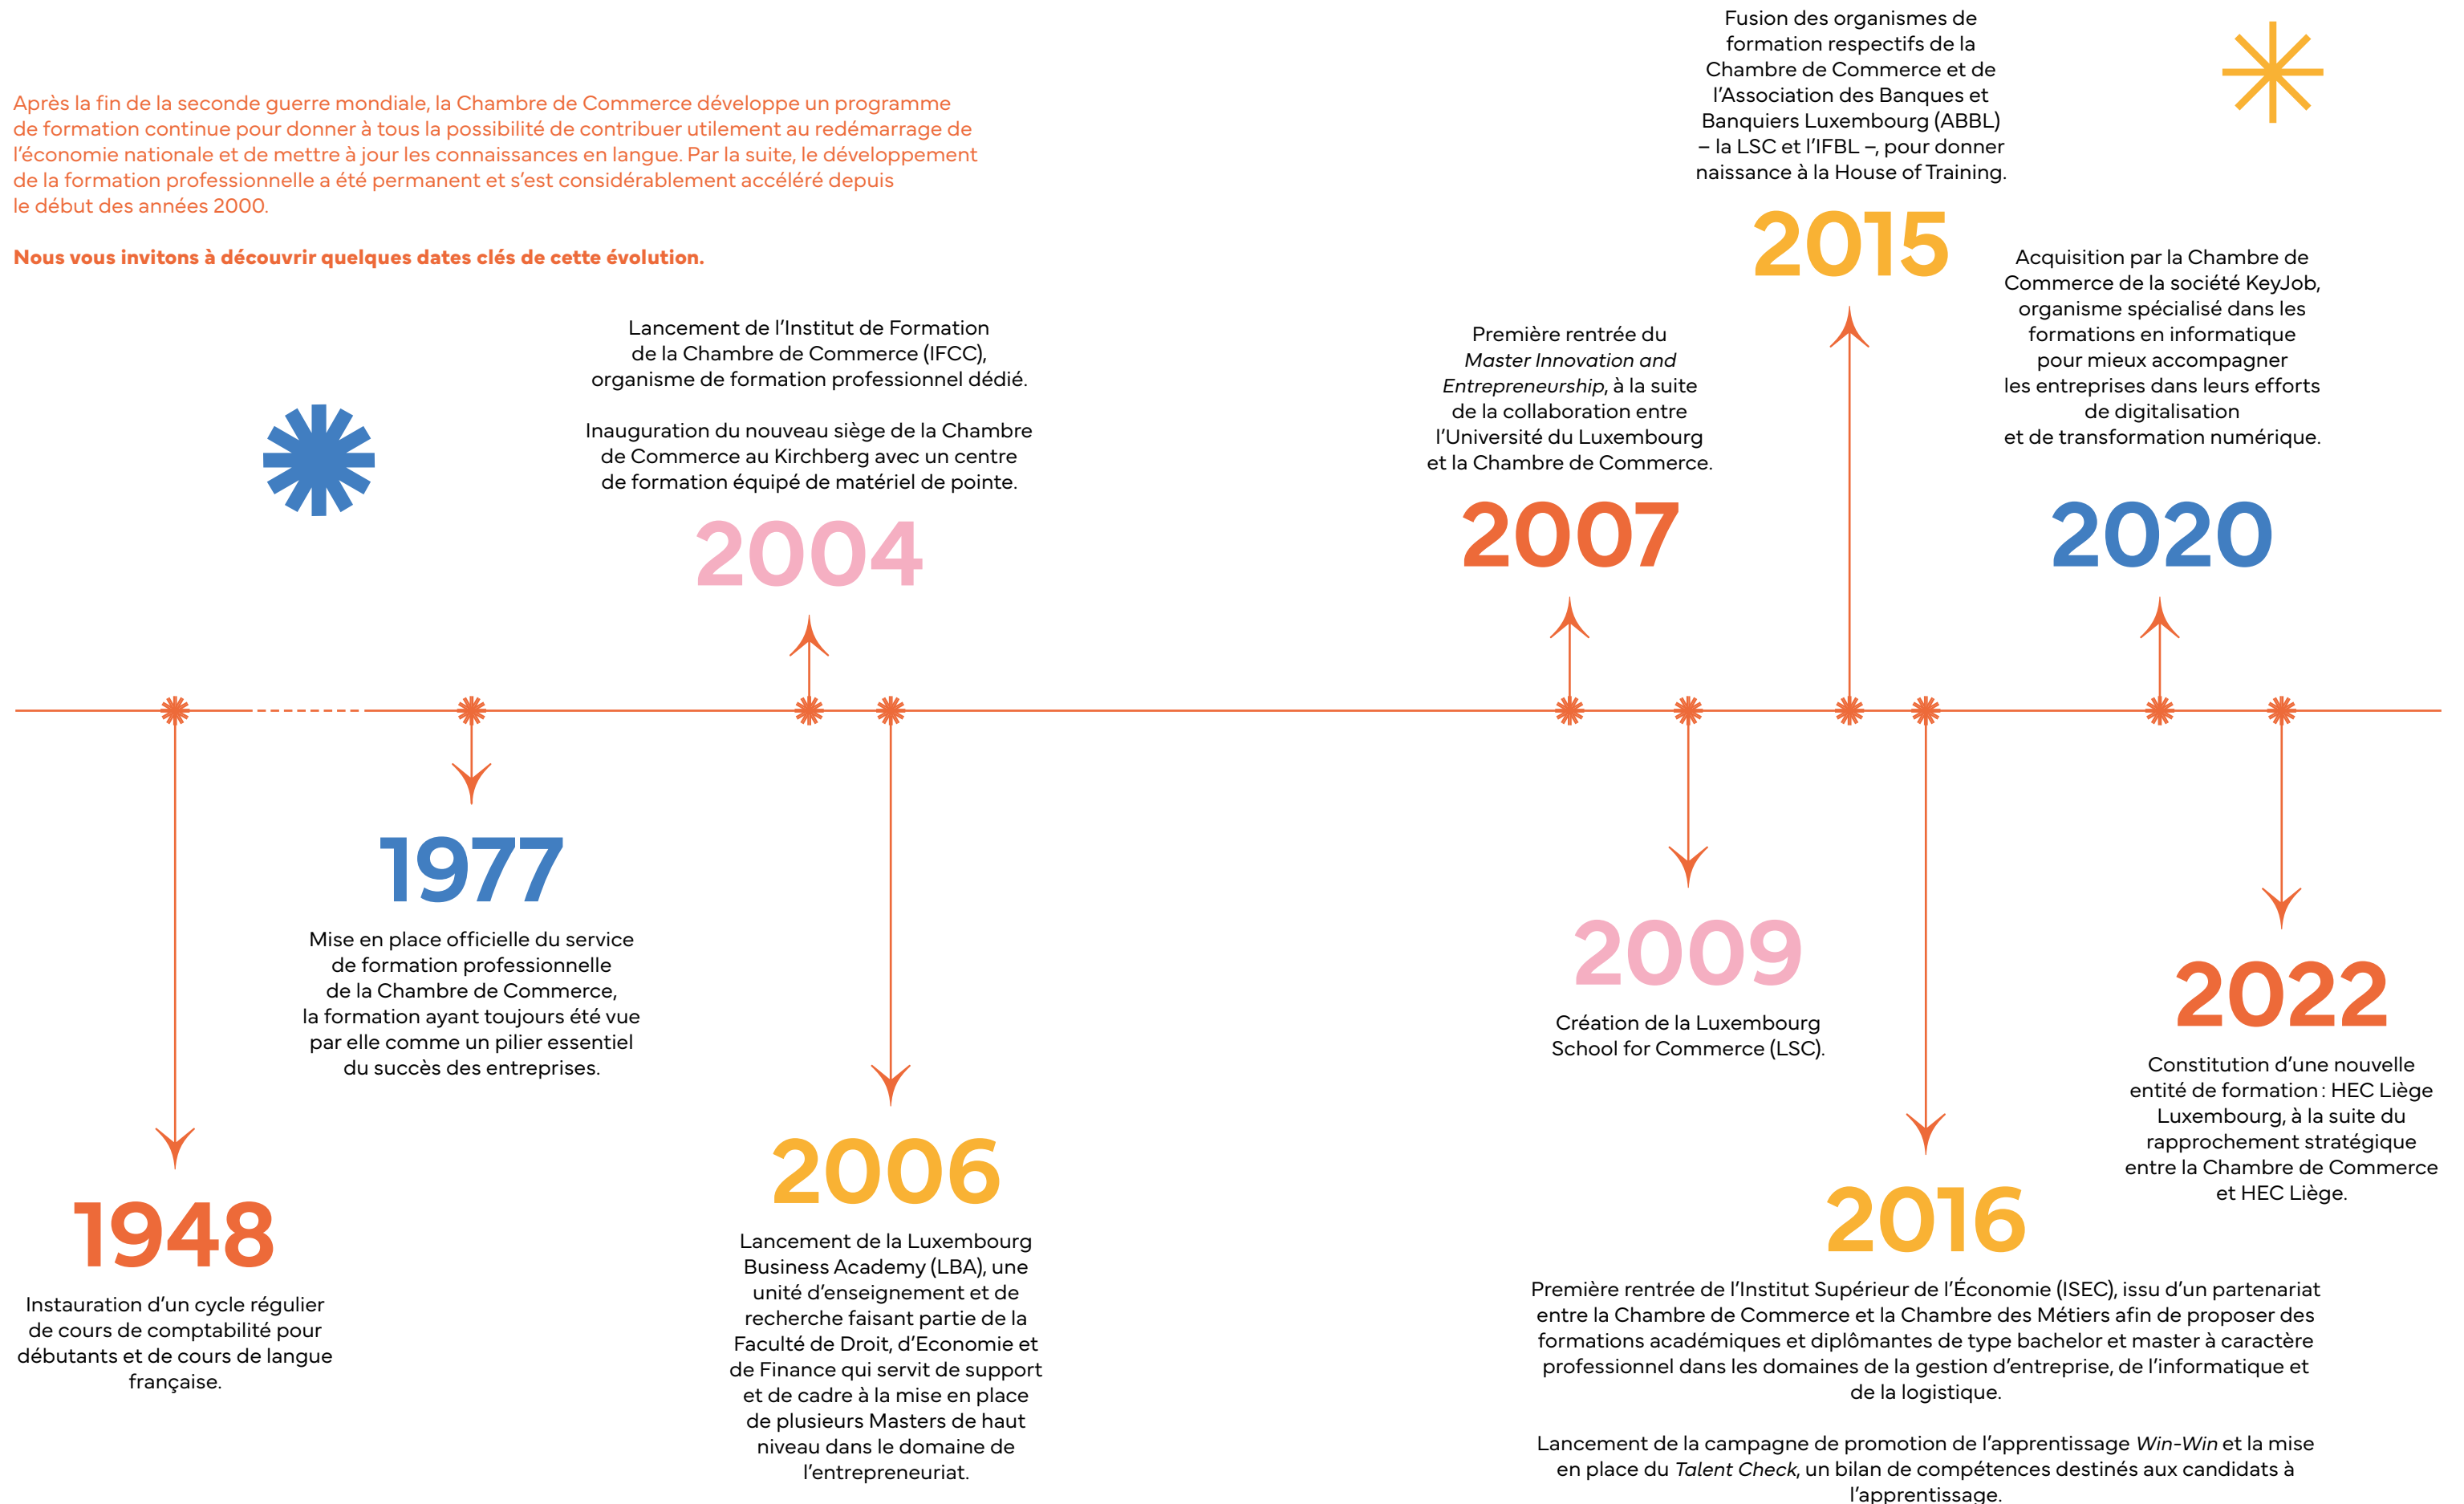 Après la fin de la seconde guerre mondiale, la Chambre de Commerce développe un programme
de formation continue pour donner à tous la possibilité de contribuer utilement au redémarrage de
l'économie nationale et de mettre à jour les connaissances en langue. Par la suite, le développement
de la formation professionnelle a été permanent et s'est considérablement accéléré depuis
le début des années 2000.
Nous vous invitons à découvrir quelques dates clés de cette évolution.
1948
Instauration d'un cycle régulier
de cours de comptabilité pour
débutants et de cours de langue
française.
1977
Mise en place officielle du service
de formation professionnelle
de la Chambre de Commerce,
la formation ayant toujours été vue
par elle comme un pilier essentiel
du succès des entreprises.
Lancement de l'Institut de Formation
de la Chambre de Commerce (IFCC),
organisme de formation professionnel dédié.
Inauguration du nouveau siège de la Chambre
de Commerce au Kirchberg avec un centre
de formation équipé de matériel de pointe.
2004
2006
Lancement de la Luxembourg
Business Academy (LBA), une
unité d'enseignement et de
recherche faisant partie de la
Faculté de Droit, d'Economie et
de Finance qui servit de support
et de cadre à la mise en place
de plusieurs Masters de haut
niveau dans le domaine de
l'entrepreneuriat.
Première rentrée du
Master Innovation and
Entrepreneurship, à la suite
de la collaboration entre
l'Université du Luxembourg
et la Chambre de Commerce.
2007
2009
Création de la Luxembourg
School for Commerce (LSC).
Fusion des organismes de
formation respectifs de la
Chambre de Commerce et de
l'Association des Banques et
Banquiers Luxembourg (ABBL)
– la LSC et l'IFBL –, pour donner
naissance à la House of Training.
2015
2016
Première rentrée de l'Institut Supérieur de l'Économie (ISEC), issu d'un partenariat
entre la Chambre de Commerce et la Chambre des Métiers afin de proposer des
formations académiques et diplômantes de type bachelor et master à caractère
professionnel dans les domaines de la gestion d'entreprise, de l'informatique et
de la logistique.
Lancement de la campagne de promotion de l'apprentissage Win-Win et la mise
en place du Talent Check, un bilan de compétences destinés aux candidats à
l'apprentissage.
Acquisition par la Chambre de
Commerce de la société KeyJob,
organisme spécialisé dans les
formations en informatique
pour mieux accompagner
les entreprises dans leurs efforts
de digitalisation
et de transformation numérique.
2020
2022
Constitution d'une nouvelle
entité de formation : HEC Liège
Luxembourg, à la suite du
rapprochement stratégique
entre la Chambre de Commerce
et HEC Liège.